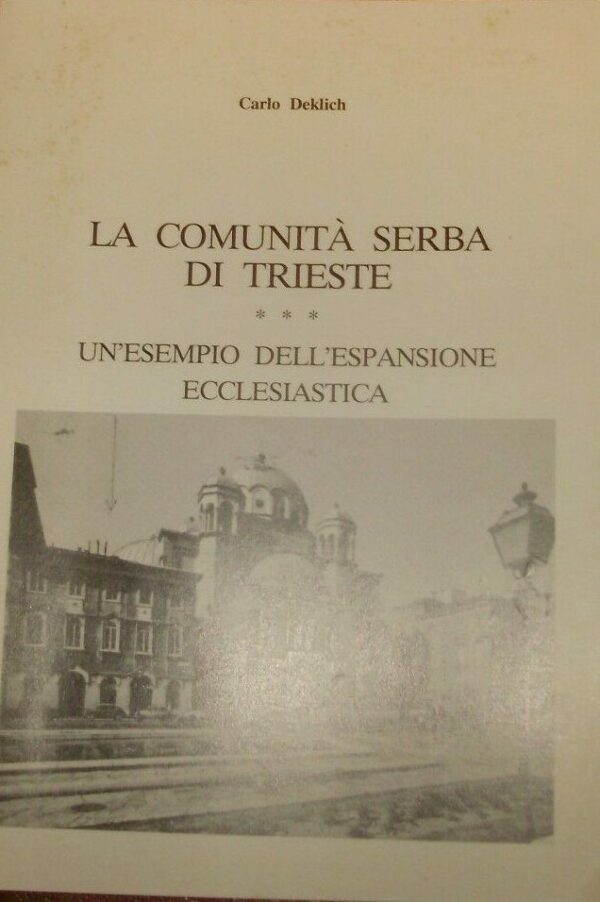 Carlo Deklich
LA COMUNITÀ SERBA
DI TRIESTE
* * *
UN'ESEMPIO DELL'ESPANSIONE
ECCLESIASTICA